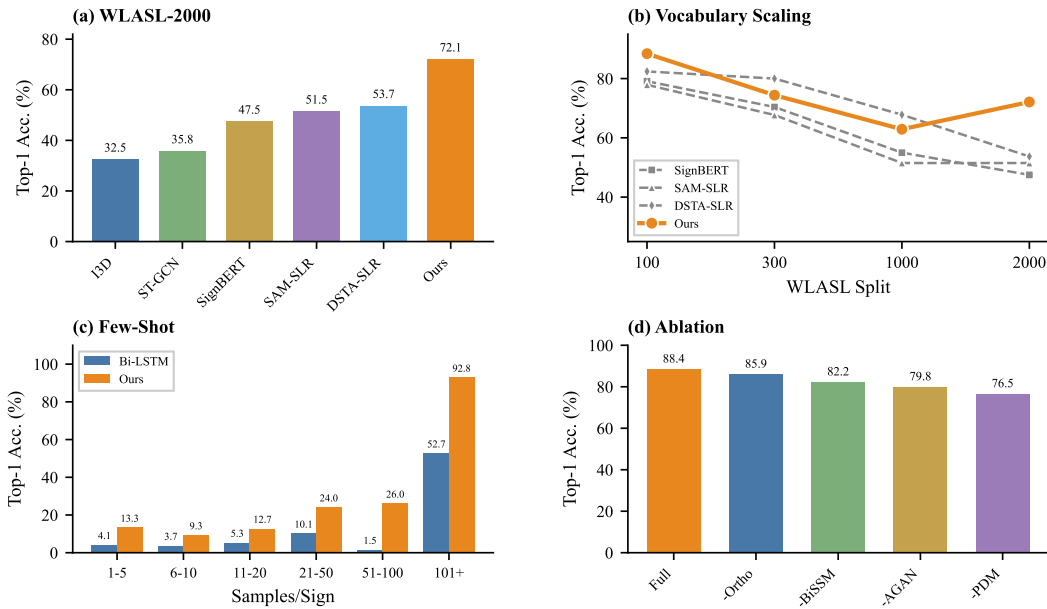 (a) WLASL-2000
Top-1 Acc. (%)
80
60
40
20
0
32.5
35.8
47.5
51.5
53.7
72.1
I3D
ST-GCN
SignBERT
SAM-SLR
DSTA-SLR
Ours
(b) Vocabulary Scaling
Top-1 Acc. (%)
80
60
40
SignBERT
SAM-SLR
DSTA-SLR
Ours
100
300
1000
2000
WLASL Split
(c) Few-Shot
Top-1 Acc. (%)
100
80
60
40
20
0
Bi-LSTM
Ours
4.1
13.3
3.7
9.3
5.3
12.7
10.1
24.0
1.5
26.0
52.7
92.8
1-5
6-10
11-20
21-50
51-100
101+
Samples/Sign
(d) Ablation
Top-1 Acc. (%)
100
80
60
40
20
0
88.4
85.9
82.2
79.8
76.5
Full
-Ortho
-BiSSM
-AGAN
-PDM